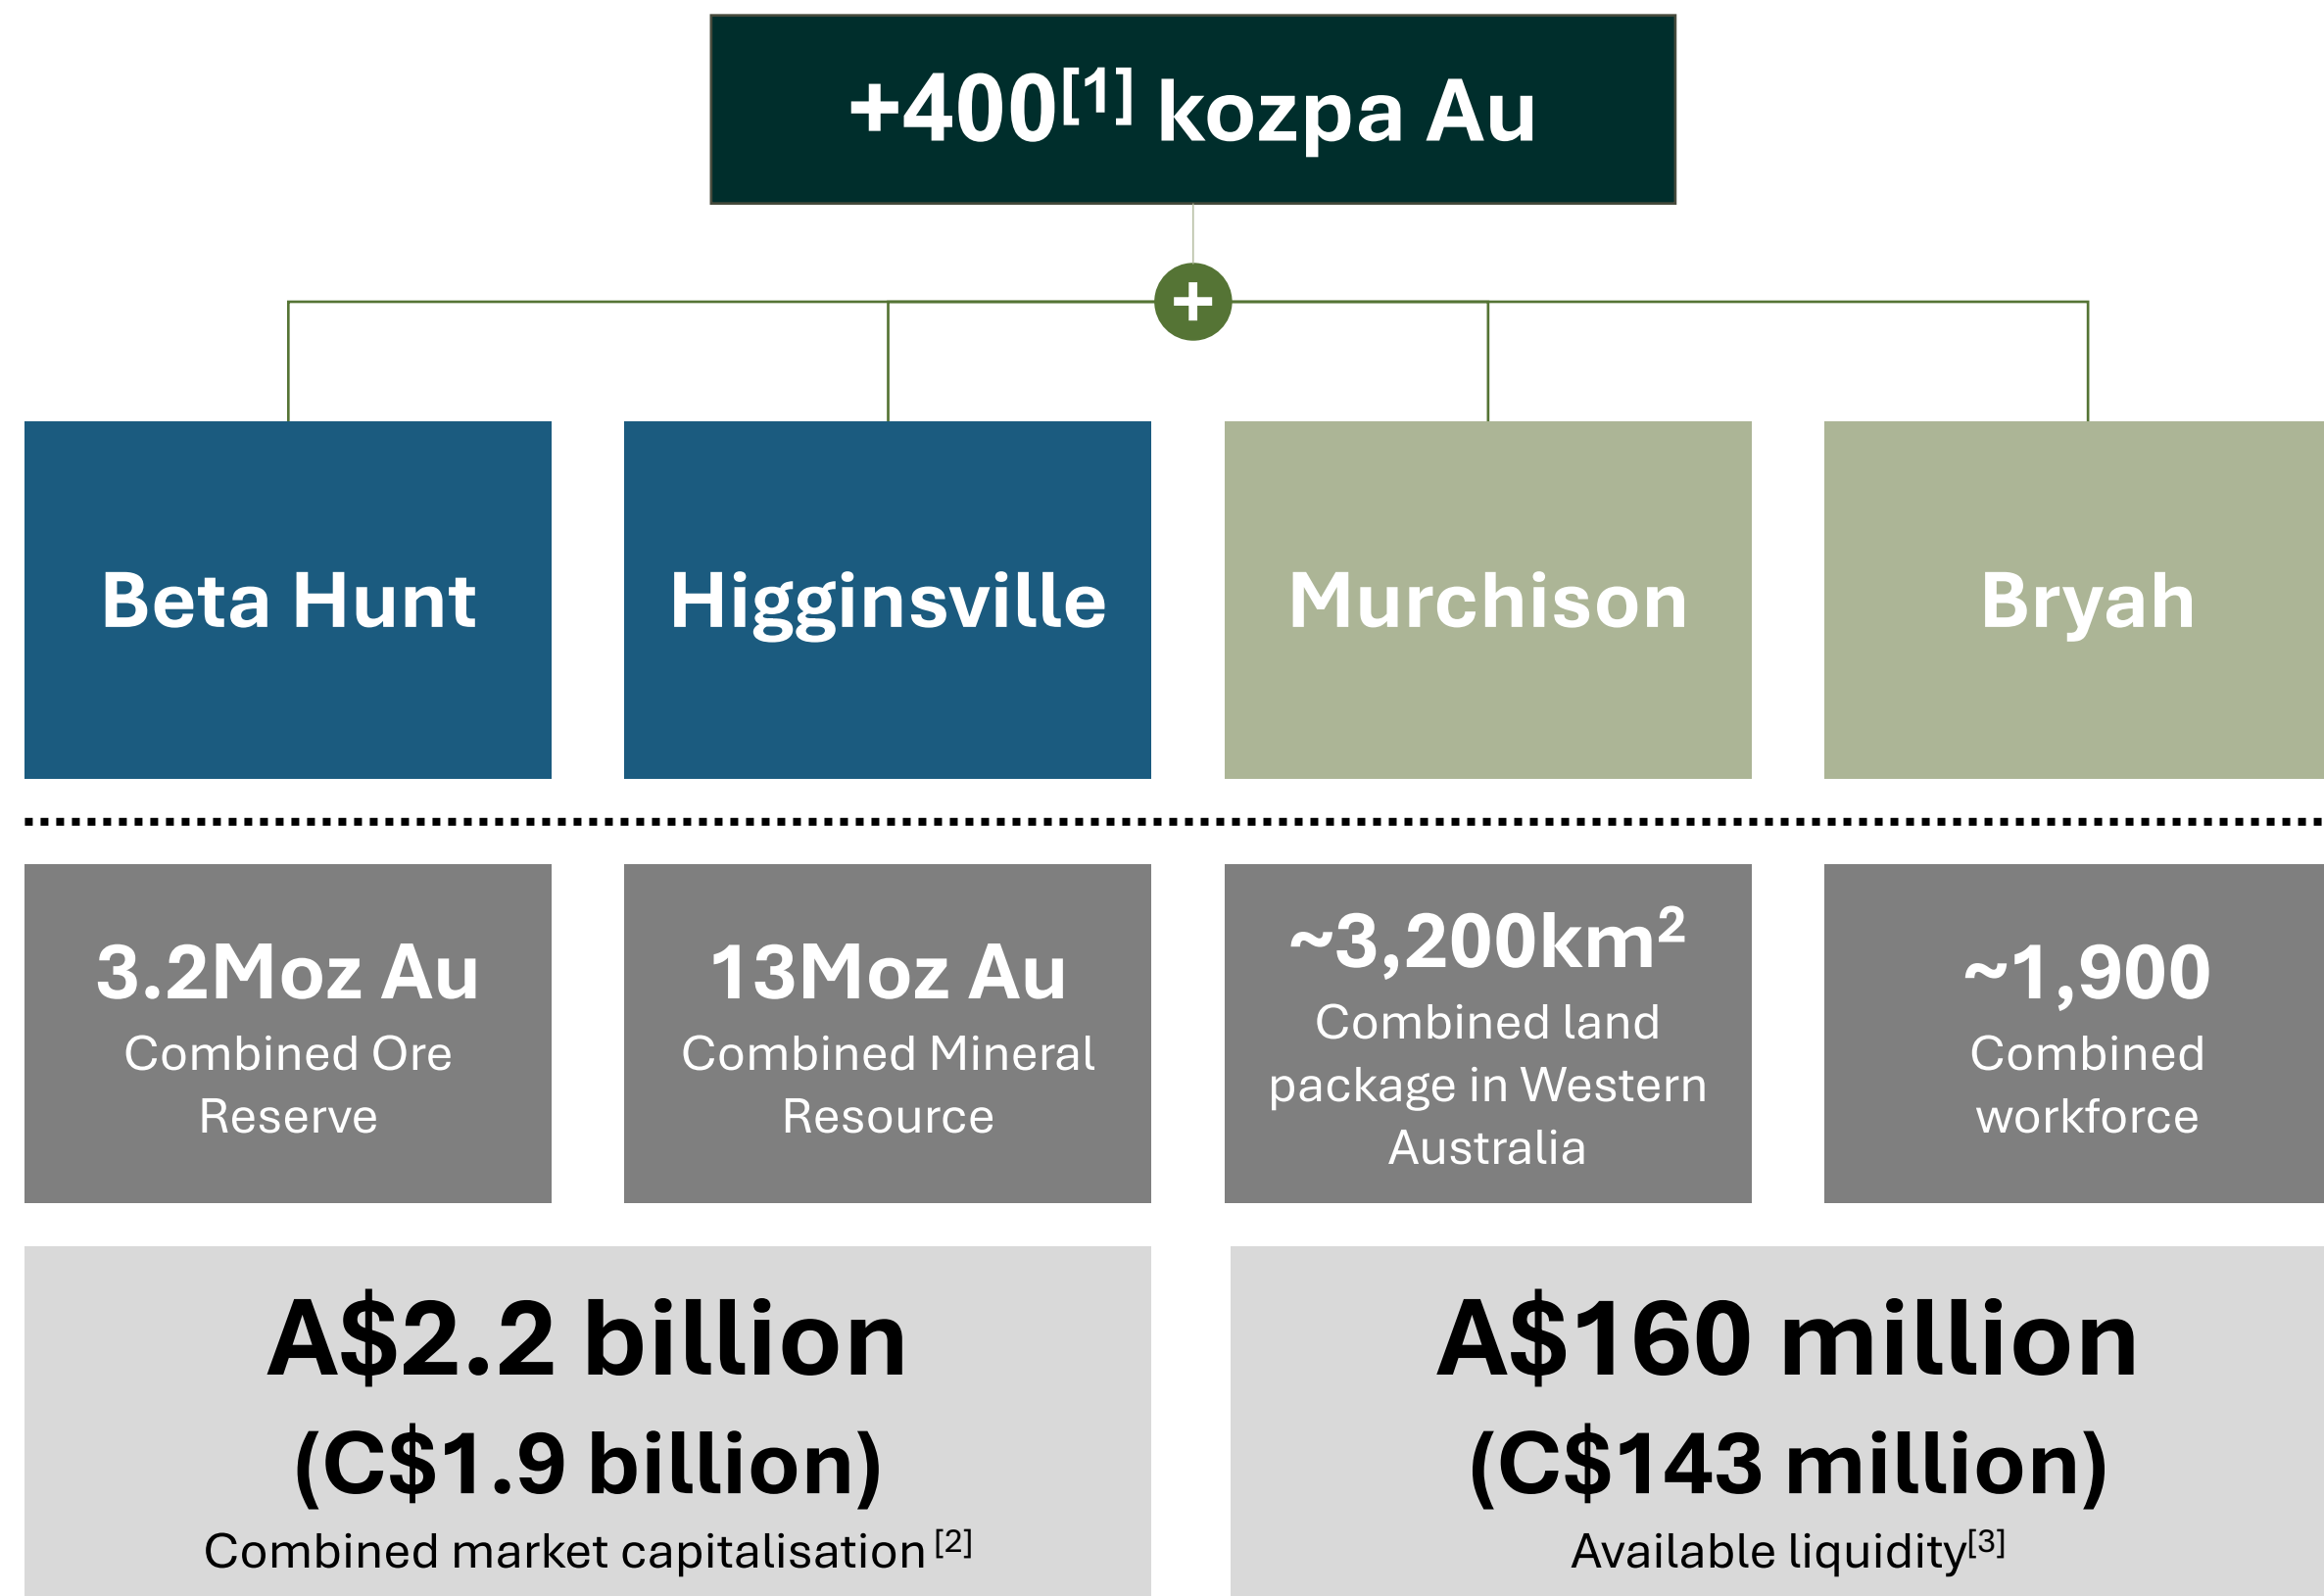 +400[1] kozpa Au
+
Beta Hunt
Higginsville
Murchison
Bryah
3.2Moz Au
Combined Ore
Reserve
13Moz Au
Combined Mineral
Resource
~3,200km²
Combined land
package in Western
Australia
~1,900
Combined
workforce
A$2.2 billion
(C$1.9 billion)
Combined market capitalisation [2]
A$160 million
(C$143 million)
Available liquidity[3]